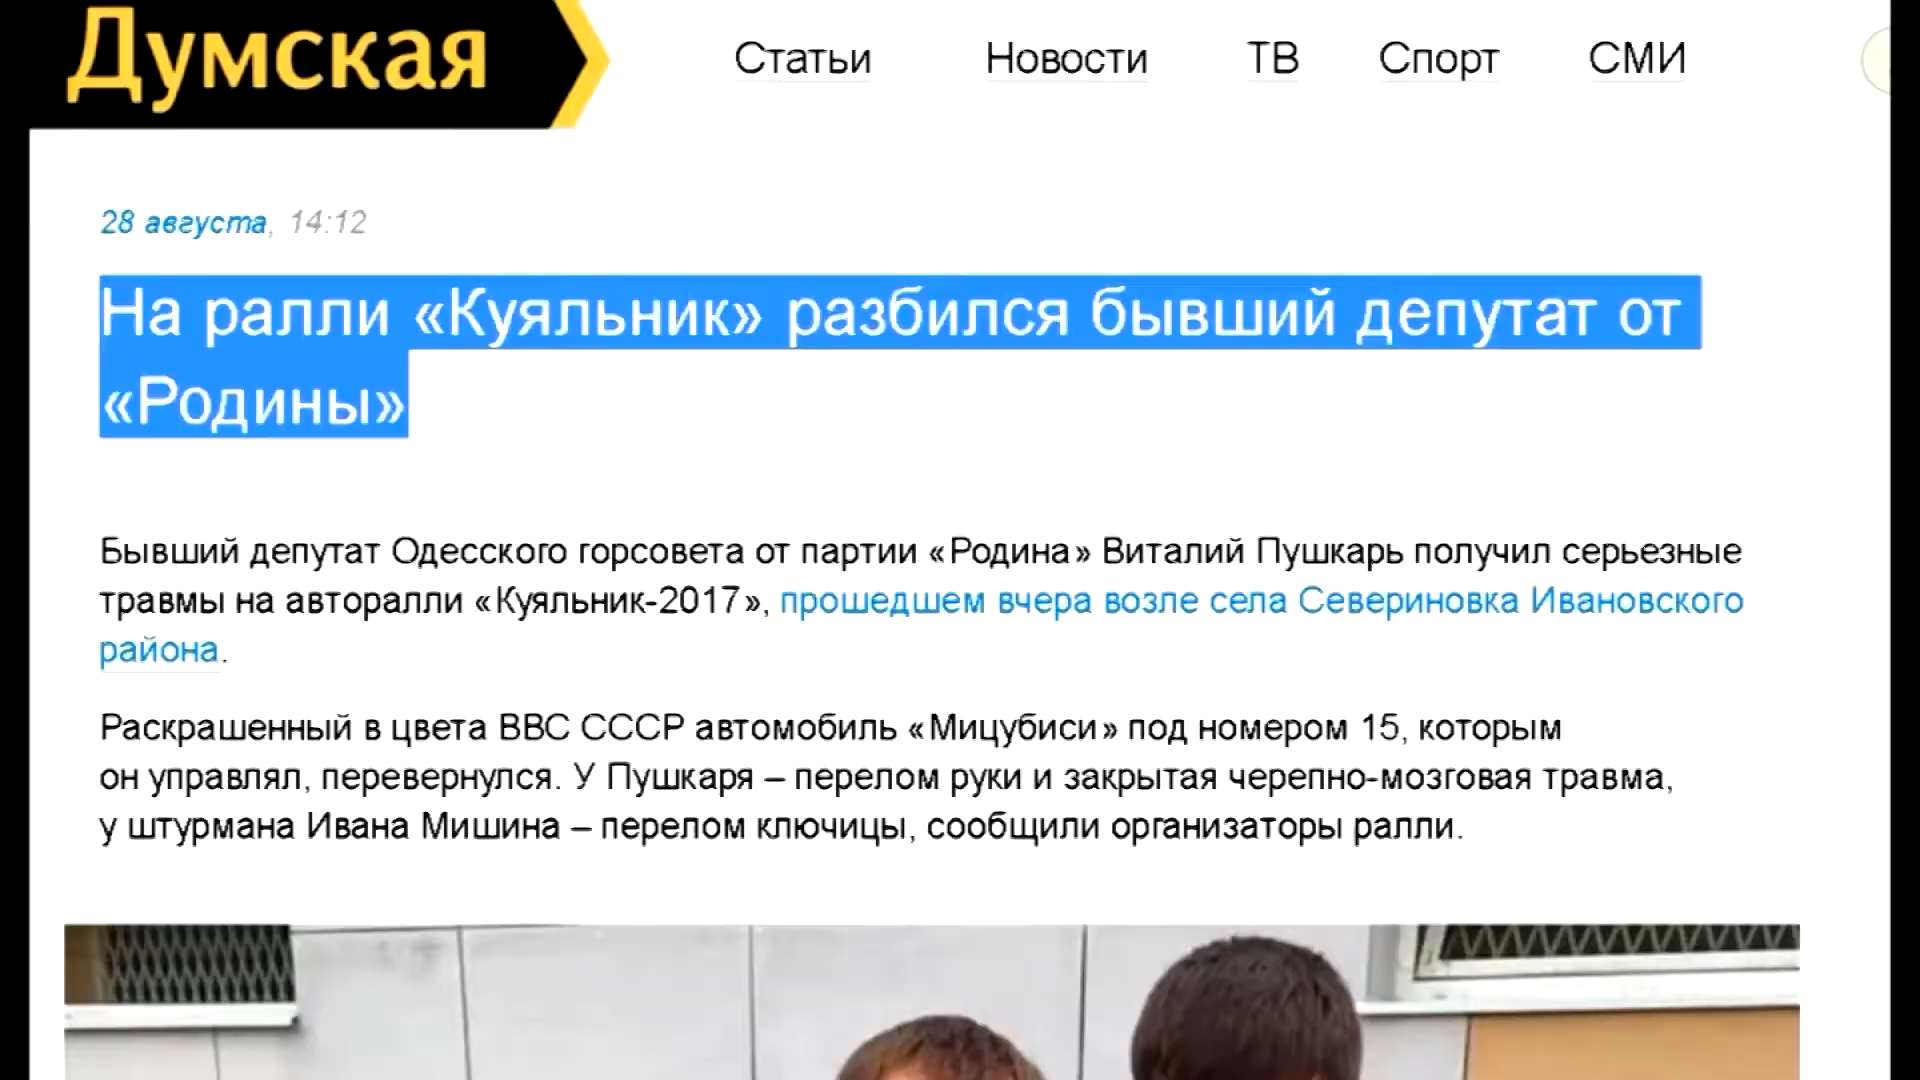 Думская
Статьи Новости ТВ Спорт СМИ
28 августа, 14:12
На ралли «Куяльник» разбился бывший депутат от
«Родины»
Бывший депутат Одесского горсовета от партии «Родина» Виталий Пушкарь получил серьезные
травмы на авторалли «Куяльник-2017», прошедшем вчера возле села Севериновка Ивановского
района.
Раскрашенный в цвета ВВС СССР автомобиль «Мицубиси» под номером 15, которым
он управлял, перевернулся. У Пушкаря – перелом руки и закрытая черепно-мозговая травма,
у штурмана Ивана Мишина – перелом ключицы, сообщили организаторы ралли.